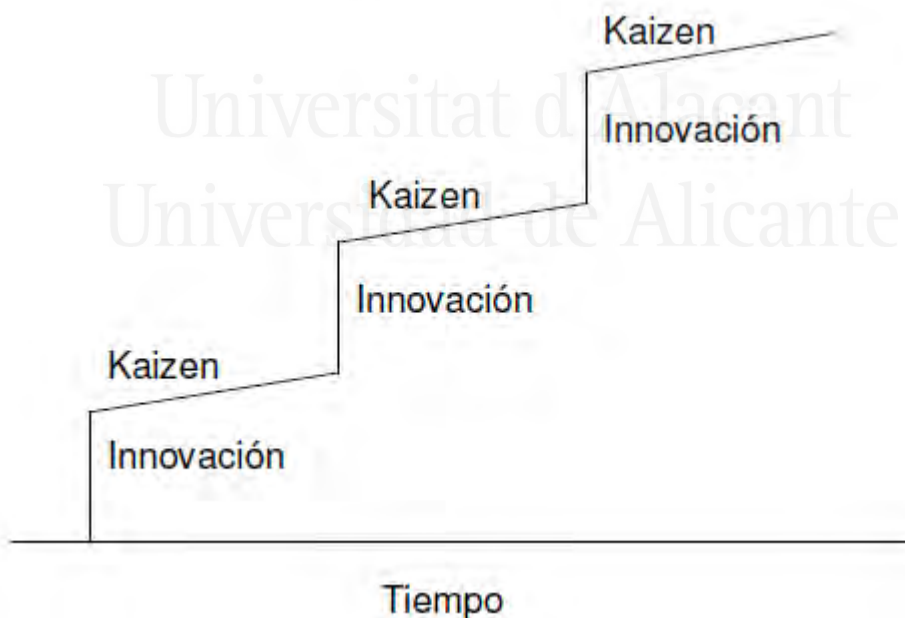 Kaizen
Universitat d'Alacant
Innovación
Kaizen
Universidad de Alicante
Innovación
Kaizen
Innovación
Tiempo